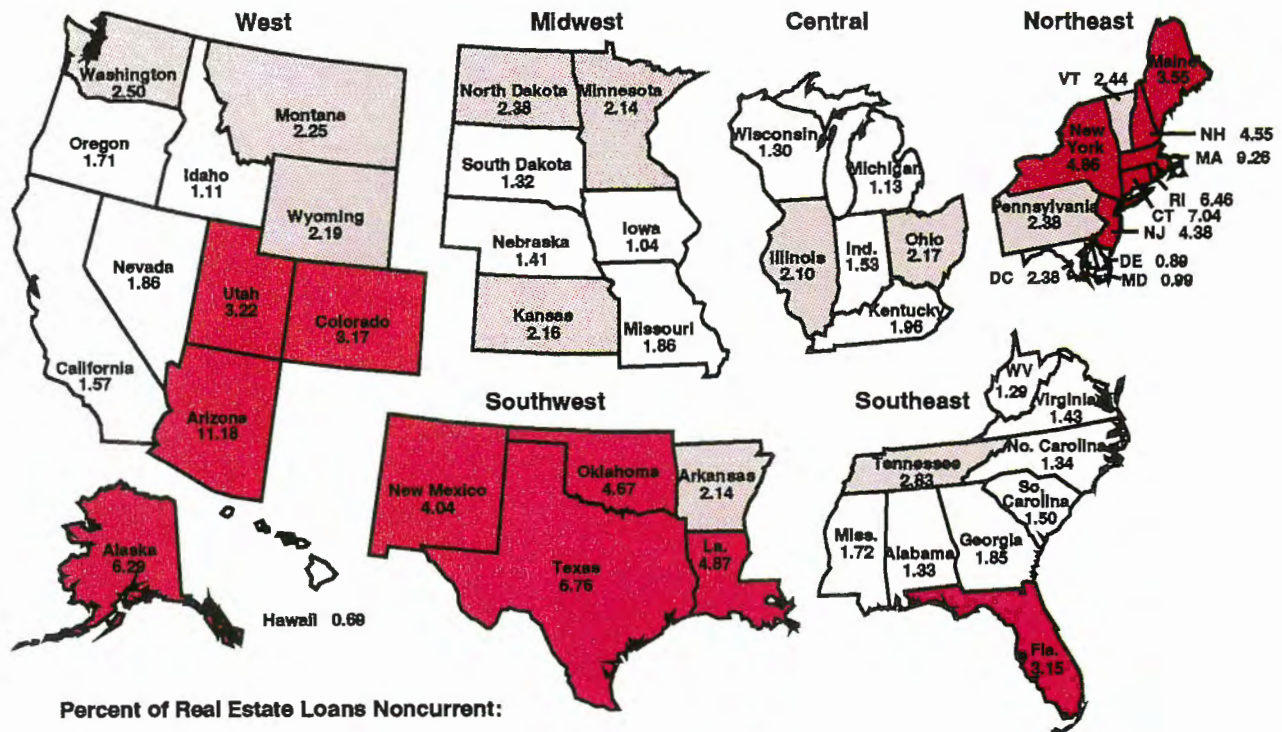 West
Washington
2.50
Montana
2.25
Oregon
1.71
Idaho
1.11
Wyoming
2.19
Nevada
1.86
Utah
3.22
Colorado
3.17
California
1.57
Arizona
11.18
Alaska
6.29
Hawaii 0.69
Midwest
North Dakota
2.38
Minnesota
2.14
South Dakota
1.32
Iowa
1.04
Nebraska
1.41
Kansas
2.16
Missouri
1.86
Central
Wisconsin
1.30
Michigan
1.13
Illinois
2.10
Ind.
1.53
Ohio
2.17
Kentucky
1.96
Northeast
Maine
3.55
VT 2.44
New
York
4.86
NH 4.55
MA 9.26
RI 6.46
CT 7.04
NJ 4.38
Pennsylvania
2.38
DE 0.89
MD 0.99
DC 2.38
Southwest
New Mexico
4.04
Oklahoma
4.67
Arkansas
2.14
Texas
6.76
La.
4.87
Southeast
WV
1.29
Virginia
1.43
No. Carolina
1.34
Tennessee
2.83
So.
Carolina
1.50
Miss.
1.72
Alabama
1.33
Georgia
1.85
Fla.
3.15
Percent of Real Estate Loans Noncurrent: